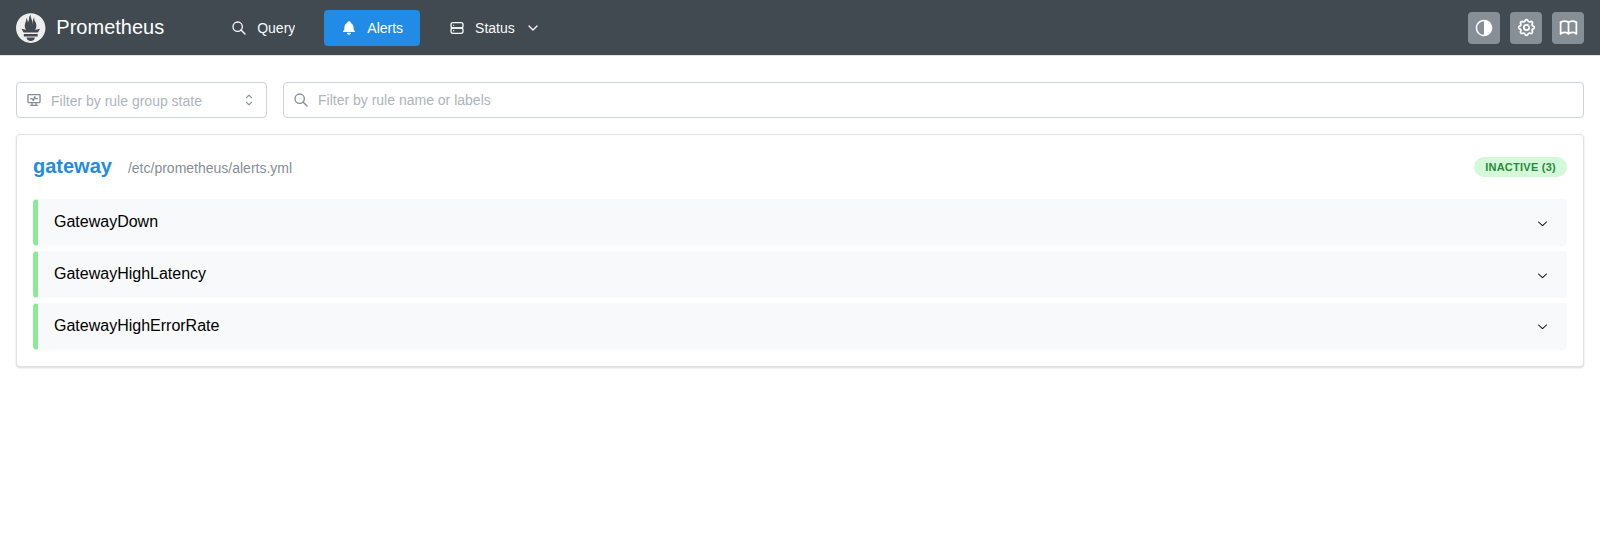 Prometheus Query Alerts Status
Filter by rule group state Filter by rule name or labels
gateway /etc/prometheus/alerts.yml INACTIVE (3)
GatewayDown
GatewayHighLatency
GatewayHighErrorRate